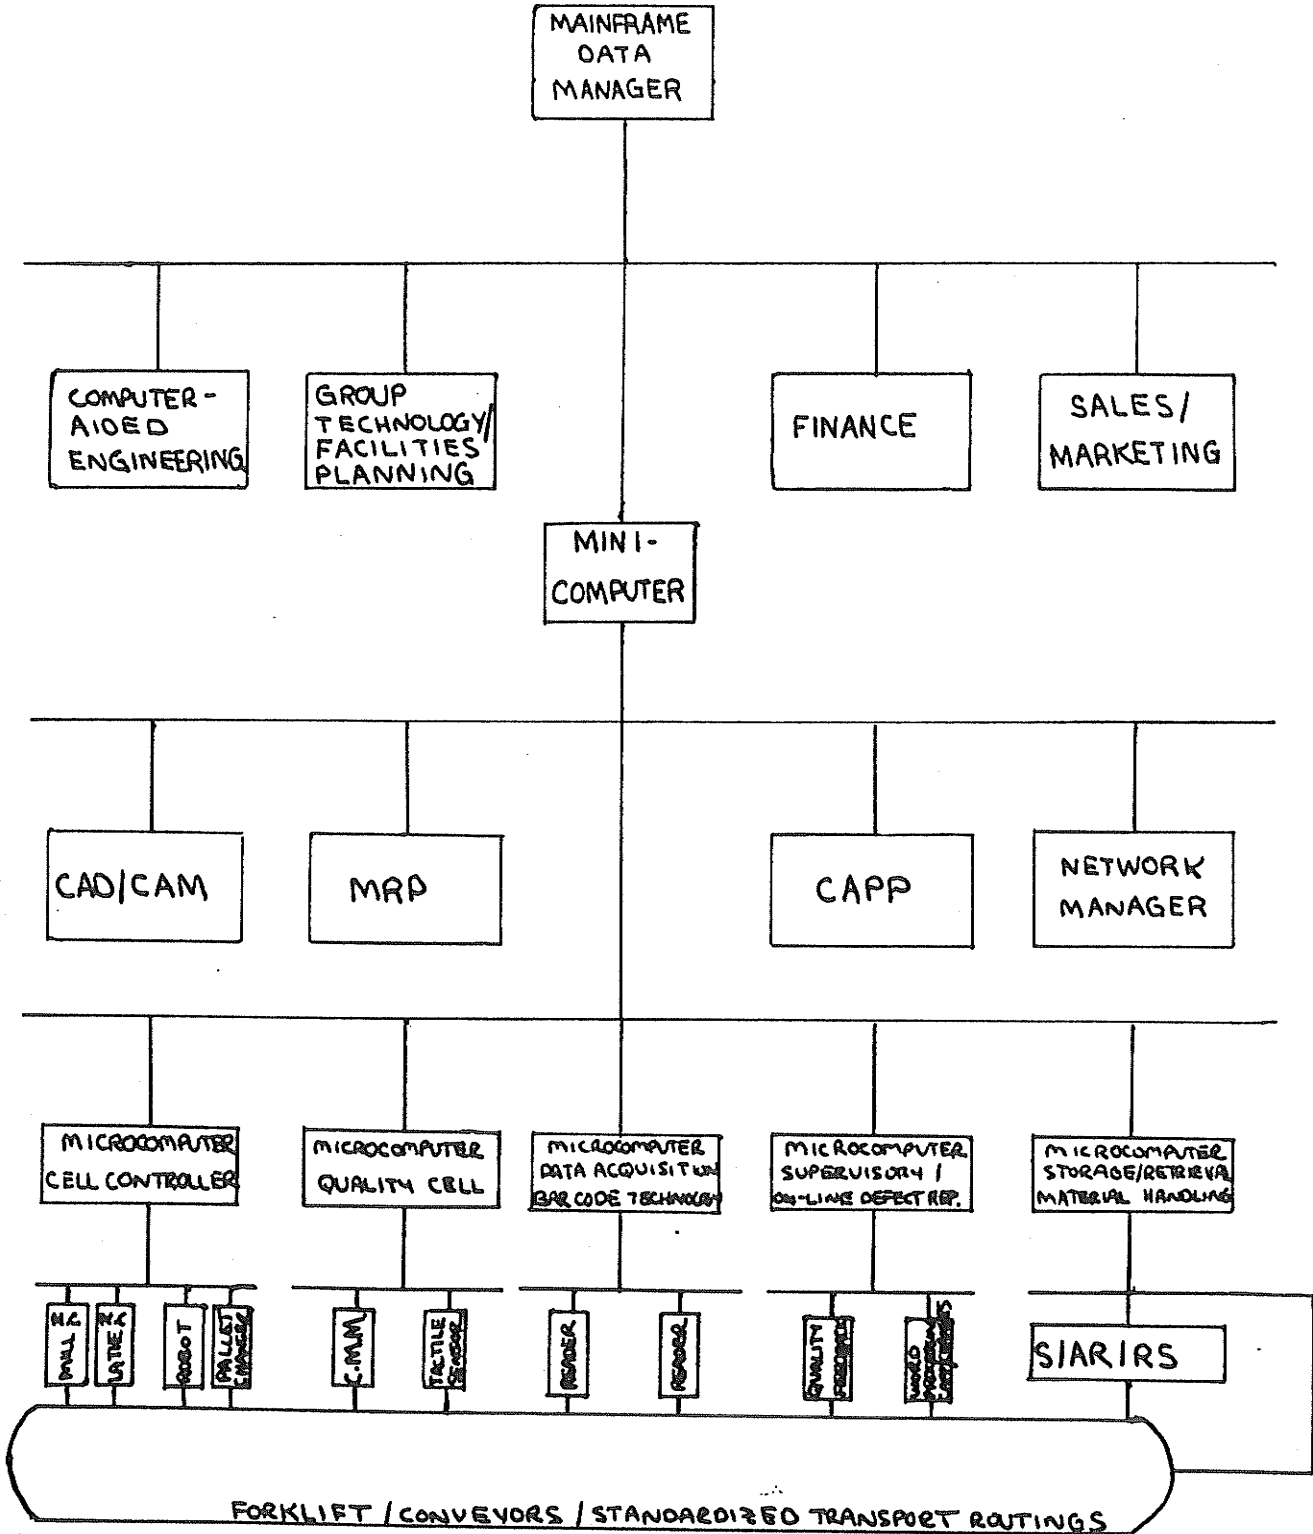 MAINFRAME
DATA
MANAGER
COMPUTER-
AIDED
ENGINEERING
GROUP
TECHNOLOGY/
FACILITIES
PLANNING
FINANCE
SALES/
MARKETING
MINI-
COMPUTER
CAD/CAM
MRP
CAPP
NETWORK
MANAGER
MICROCOMPUTER
CELL CONTROLLER
MICROCOMPUTER
QUALITY CELL
MICROCOMPUTER
DATA ACQUISITION
BAR CODE TECHNOLOGY
MICROCOMPUTER
SUPERVISORY /
ON-LINE DEFECT REP.
MICROCOMPUTER
STORAGE/RETRIEVAL
MATERIAL HANDLING
N.C.
MILL
N.C.
LATHE
ROBOT
PALLET
CHANGER
C.M.M
TACTILE
SENSOR
READER
READER
QUALITY
FEEDBACK
WORD
PROCESSING
S/AR/RS
FORKLIFT / CONVEYORS / STANDARDIZED TRANSPORT ROUTINGS